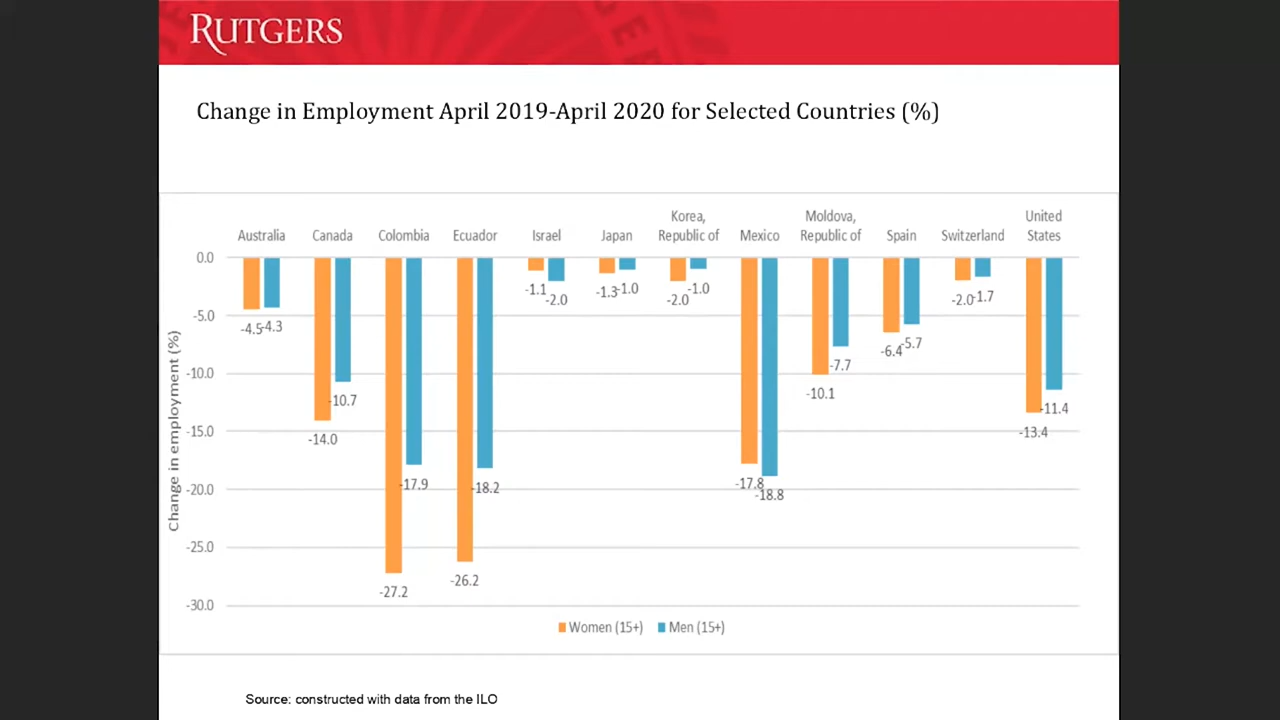 RUTGERS
Change in Employment April 2019-April 2020 for Selected Countries (%)
Korea, Moldova, United
Australia Canada Colombia Ecuador Israel Japan Republic of Mexico Republic of Spain Switzerland States
0.0
-5.0
-10.0
-15.0
-20.0
-25.0
-30.0
Change in employment (%)
-4.5 -4.3
-14.0 -10.7
-27.2 -17.9
-26.2 -18.2
-1.1 -2.0
-1.3 -1.0
-2.0 -1.0
-17.8 -18.8
-10.1 -7.7
-6.4 -5.7
-2.0 -1.7
-13.4 -11.4
Women (15+) Men (15+)
Source: constructed with data from the ILO